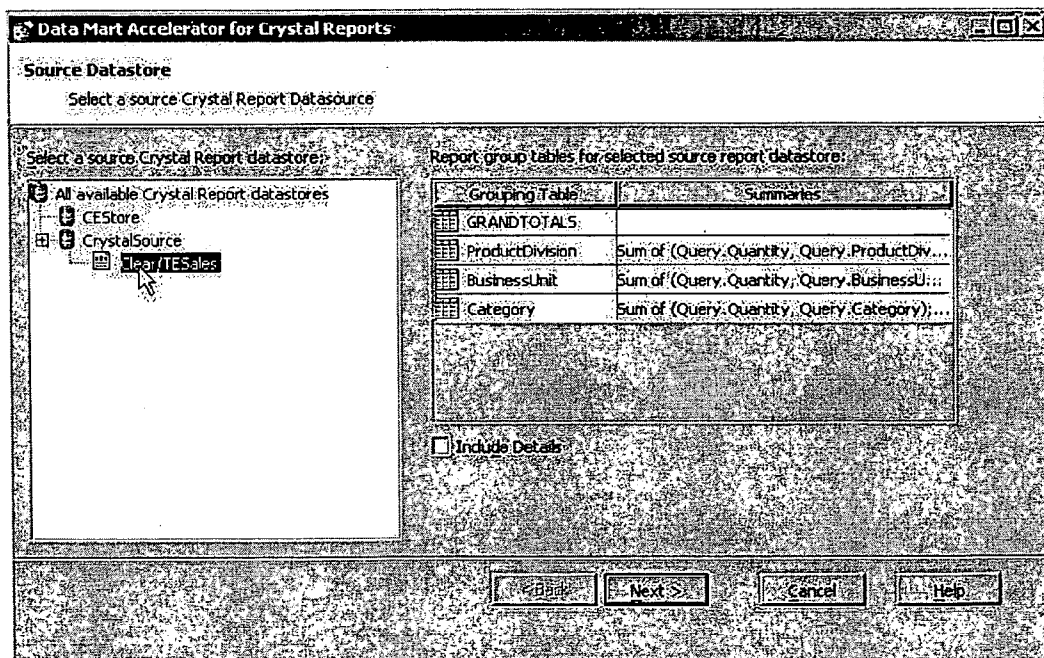 Data Mart Accelerator for Crystal Reports
Source Datastore
Select a source Crystal Report Datasource
Select a source Crystal Report datastore:
All available Crystal Report datastores
CEStore
CrystalSource
Clear(TESales
Report group tables for selected source report datastore:
Grouping Table Summaries
GRANDTOTALS
ProductDivision Sum of (Query.Quantity, Query.ProductDiv...
BusinessUnit Sum of (Query.Quantity, Query.BusinessU...
Category Sum of (Query.Quantity, Query.Category);...
Include Details
< Back Next > Cancel Help